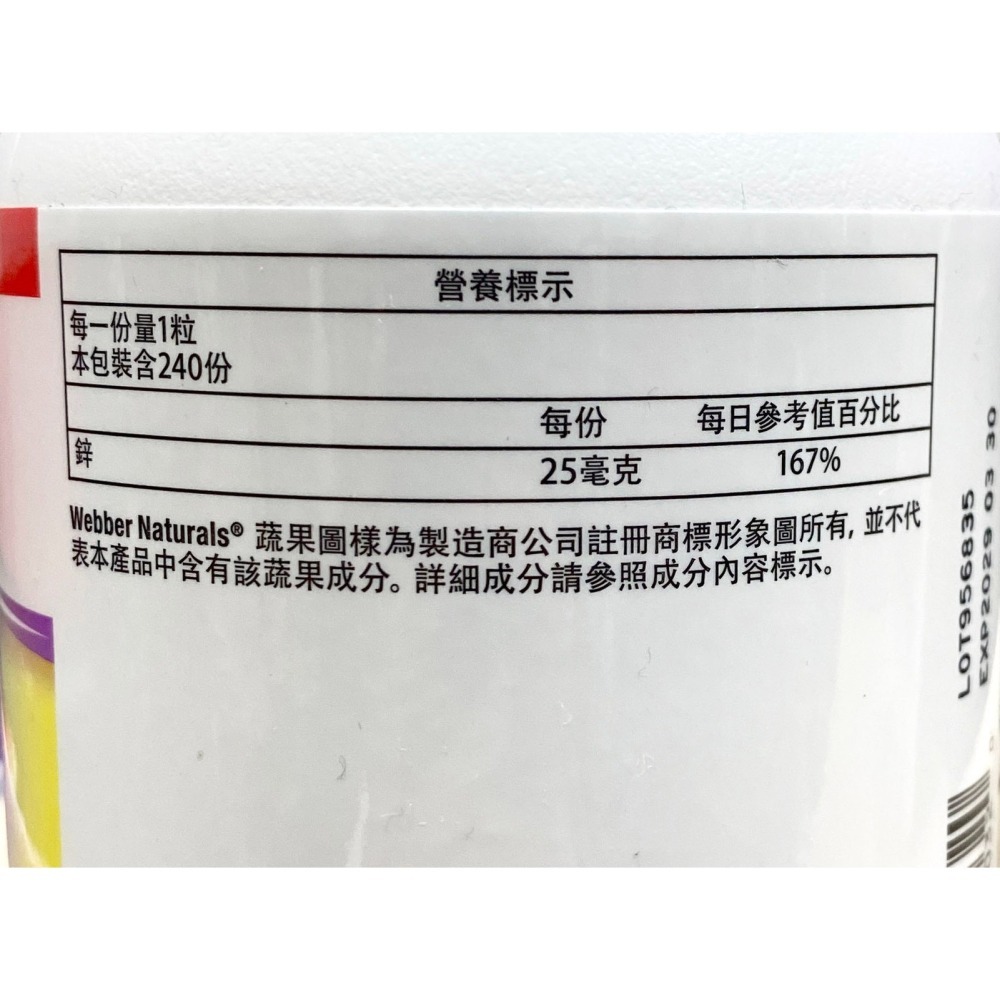 營養標示
每一份量1粒
本包裝含240份
每份 每日參考值百分比
鋅 25毫克 167%
Webber Naturals® 蔬果圖樣為製造商公司註冊商標形象圖所有, 並不代
表本產品中含有該蔬果成分。詳細成分請參照成分內容標示。
LOT956835
EXP2029 03 30